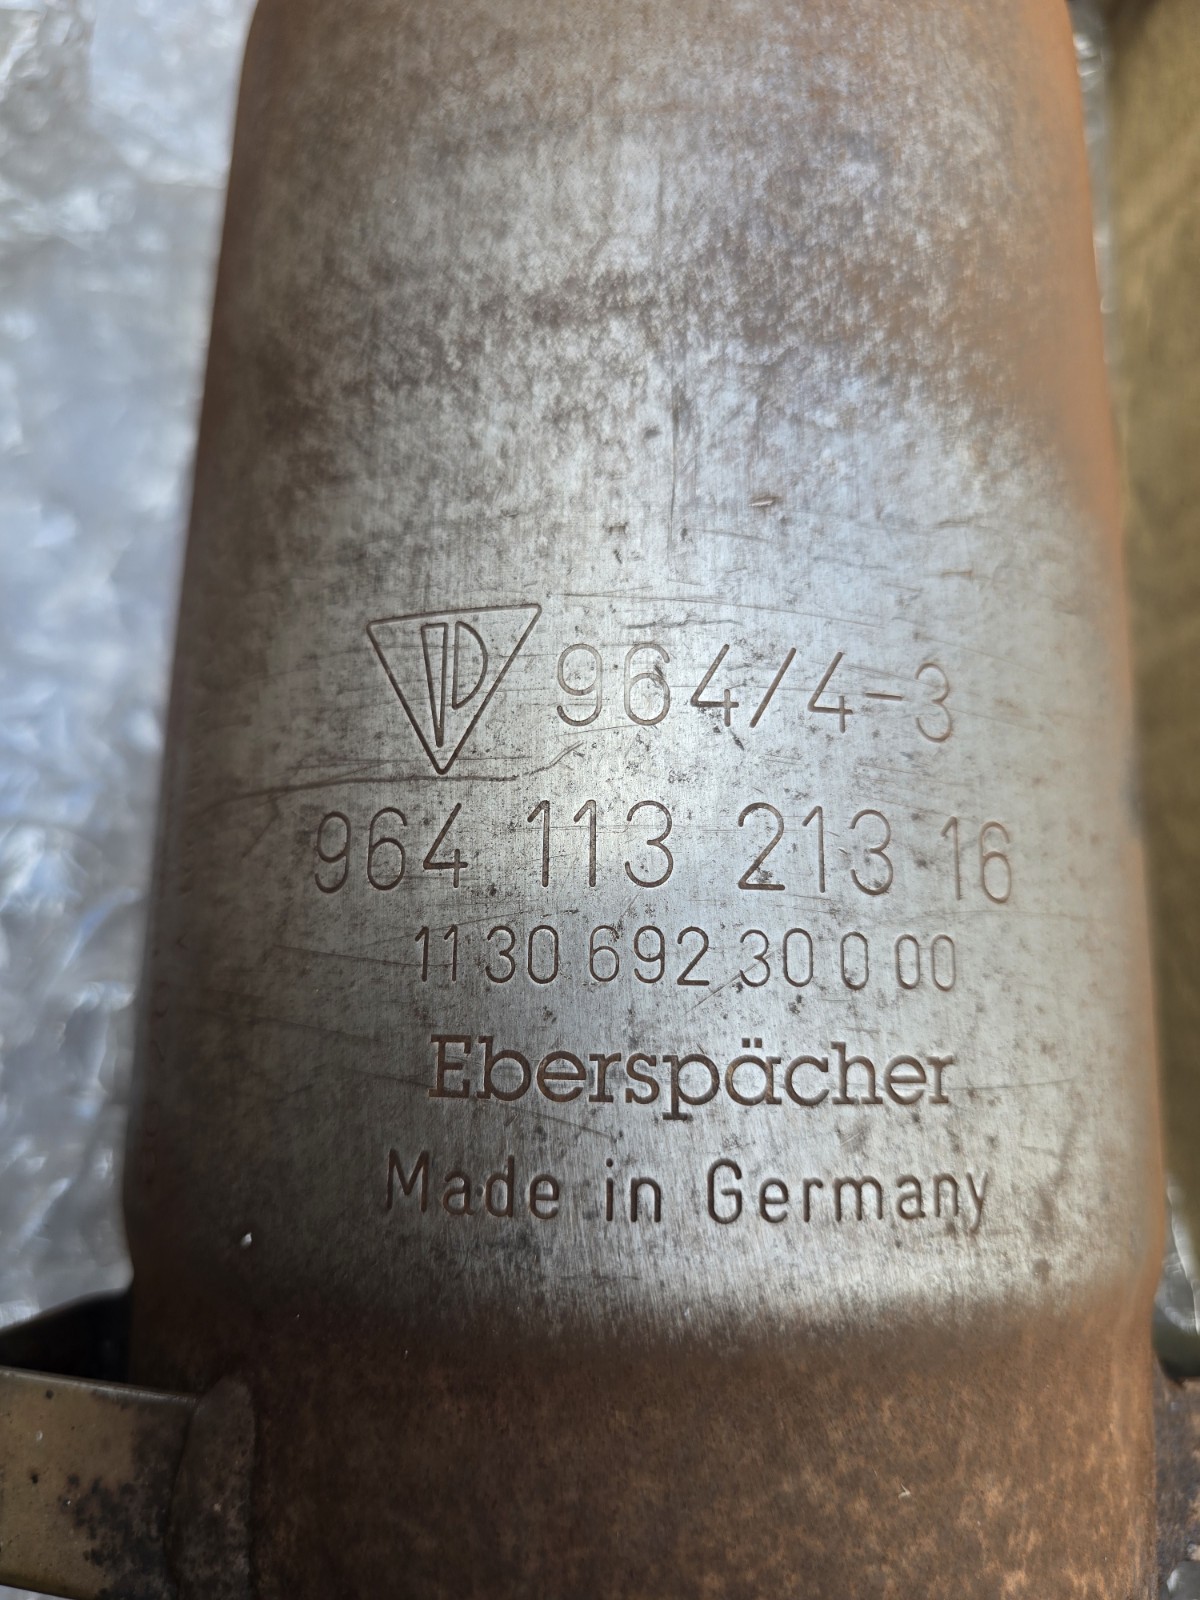 964/4-3
964 113 213 16
11 30 692 30 0 00
Eberspächer
Made in Germany